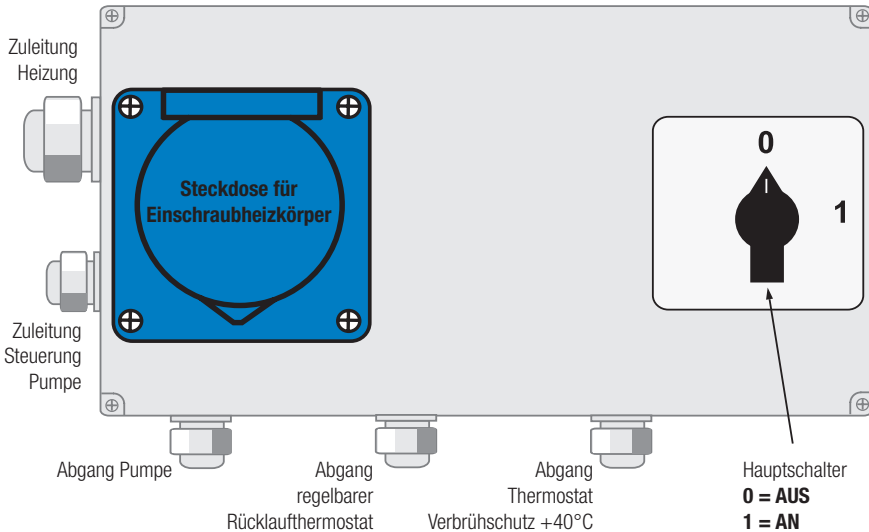 Zuleitung
Heizung
Steckdose für
Einschraubheizkörper
0
1
Zuleitung
Steuerung
Pumpe
Abgang Pumpe
Abgang
regelbarer
Rücklaufthermostat
Abgang
Thermostat
Verbrühschutz +40°C
Hauptschalter
0 = AUS
1 = AN